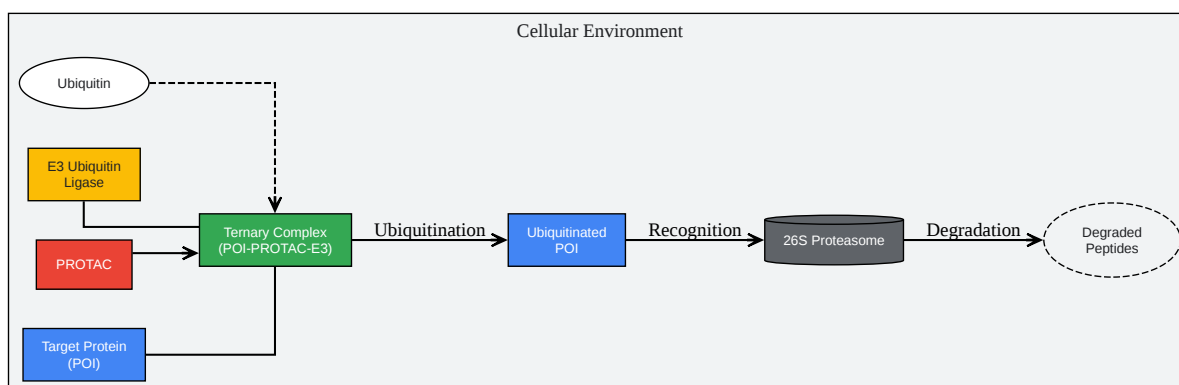 Cellular Environment
Ubiquitin
E3 Ubiquitin
Ligase
PROTAC
Target Protein
(POI)
Ternary Complex
(POI-PROTAC-E3)
Ubiquitination
Ubiquitinated
POI
Recognition
26S Proteasome
Degradation
Degraded
Peptides